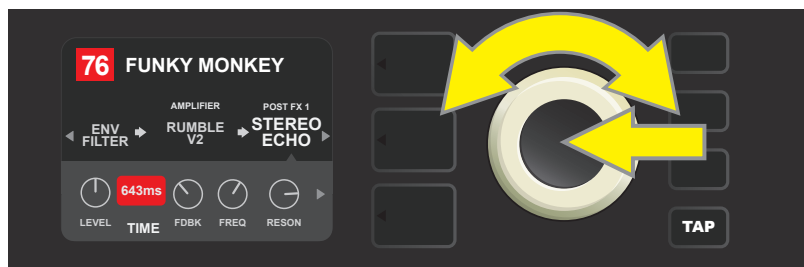 76 FUNKY MONKEY
AMPLIFIER
POST FX 1
ENV
FILTER
RUMBLE
V2
STEREO
ECHO
643ms
LEVEL
TIME
FDBK
FREQ
RESON
TAP